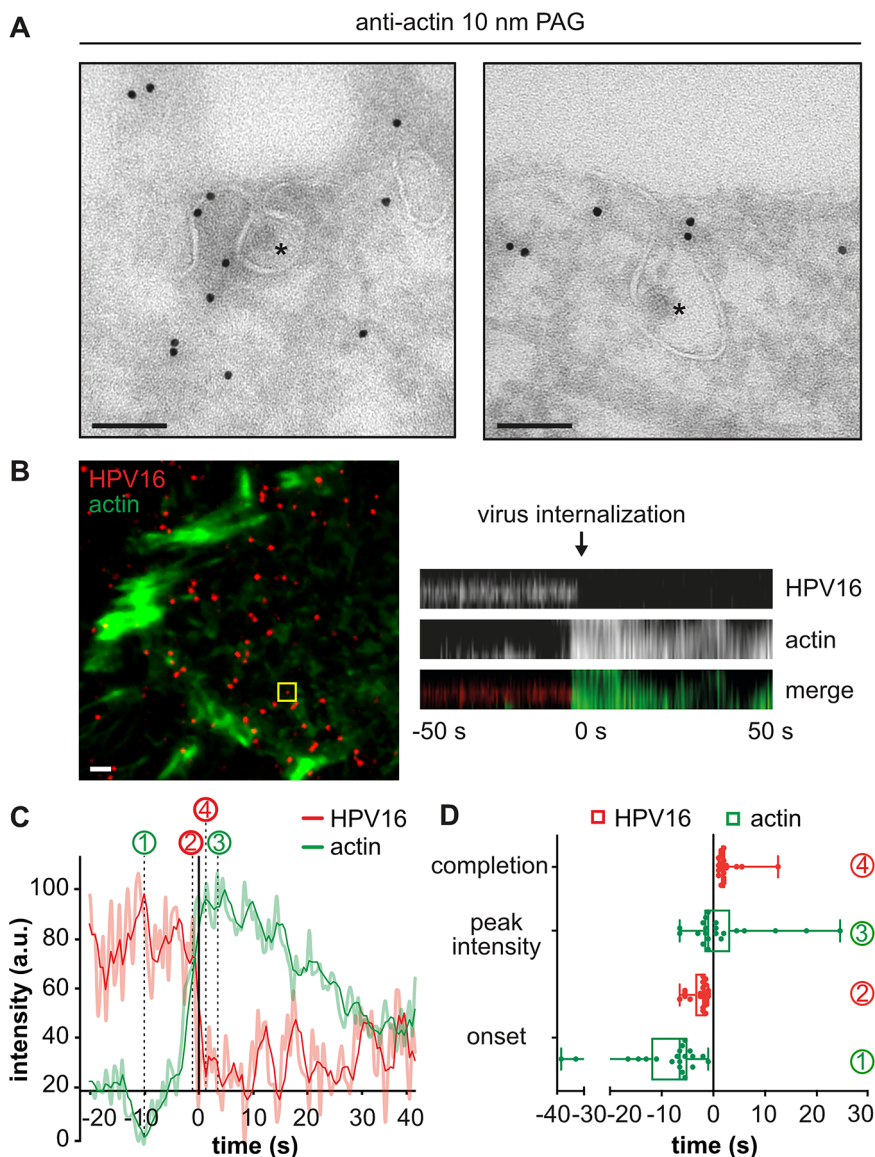 A
anti-actin 10 nm PAG
*
*
B
HPV16
actin
virus internalization
HPV16
actin
merge
-50 s
0 s
50 s
C
4
1
2
3
HPV16
actin
100
80
60
40
20
0
intensity (a.u.)
-20
-10
0
10
20
30
40
time (s)
D
HPV16
actin
completion
4
peak
intensity
3
2
onset
1
-40
-30
-20
-10
0
10
20
30
time (s)